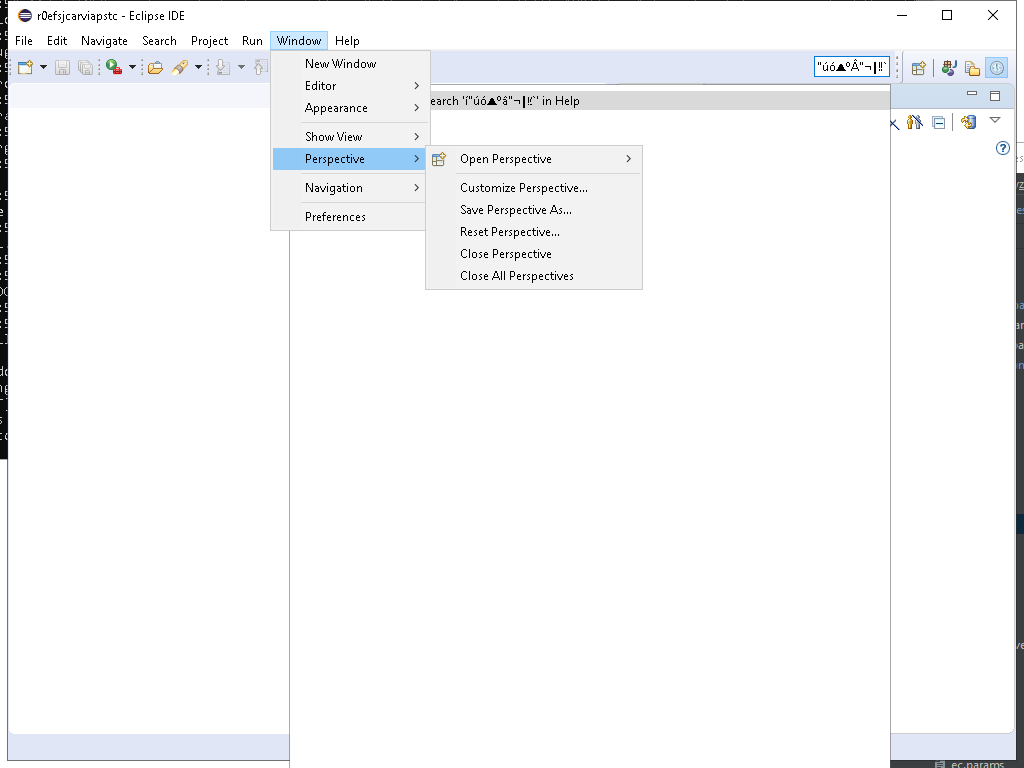 r0efsjcarviapstc - Eclipse IDE
File Edit Navigate Search Project Run Window Help
New Window
Editor
Appearance
Show View
Perspective
Navigation
Preferences
"úó▲ºÂ"¬┃‼`
earch 'í"úó▲ºâ"¬┃‼`' in Help
Open Perspective
Customize Perspective...
Save Perspective As...
Reset Perspective...
Close Perspective
Close All Perspectives
ec.params